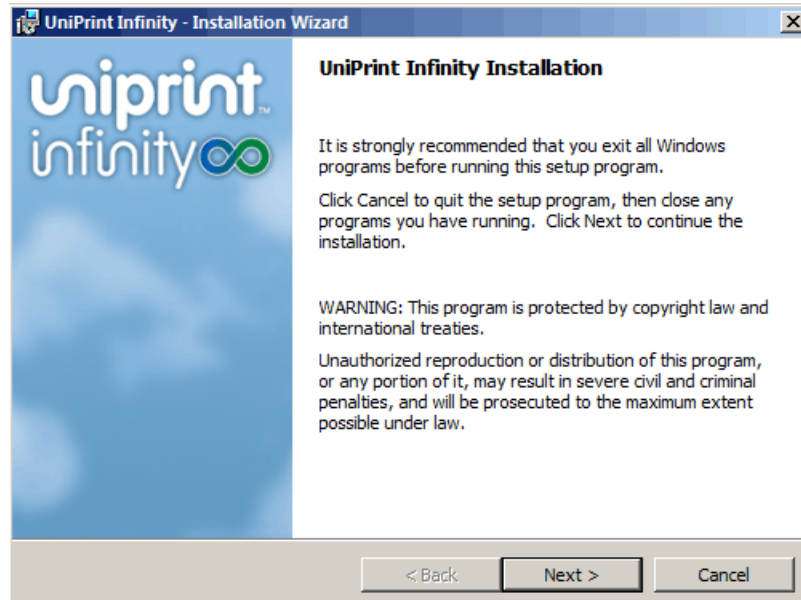 UniPrint Infinity - Installation Wizard
uniprint™
infinity
UniPrint Infinity Installation
It is strongly recommended that you exit all Windows
programs before running this setup program.
Click Cancel to quit the setup program, then close any
programs you have running. Click Next to continue the
installation.
WARNING: This program is protected by copyright law and
international treaties.
Unauthorized reproduction or distribution of this program,
or any portion of it, may result in severe civil and criminal
penalties, and will be prosecuted to the maximum extent
possible under law.
< Back
Next >
Cancel